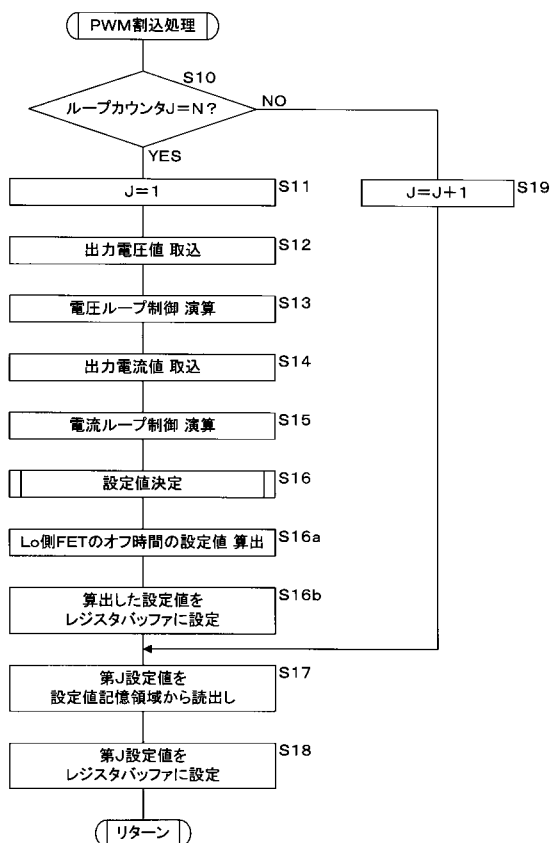 PWM割込処理
S10
ループカウンタJ=N?
NO
YES
J=1
S11
J=J+1
S19
出力電圧値 取込
S12
電圧ループ制御 演算
S13
出力電流値 取込
S14
電流ループ制御 演算
S15
設定値決定
S16
Lo側FETのオフ時間の設定値 算出
S16a
算出した設定値を
レジスタバッファに設定
S16b
第J設定値を
設定値記憶領域から読出し
S17
第J設定値を
レジスタバッファに設定
S18
リターン